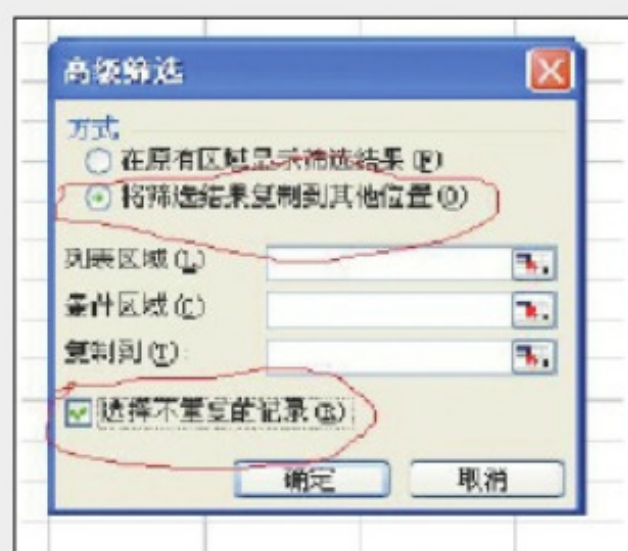 高级筛选
方式
在原有区域显示筛选结果(F)
将筛选结果复制到其他位置(O)
列表区域(L)
条件区域(C)
复制到(T):
选择不重复的记录(R)
确定
取消